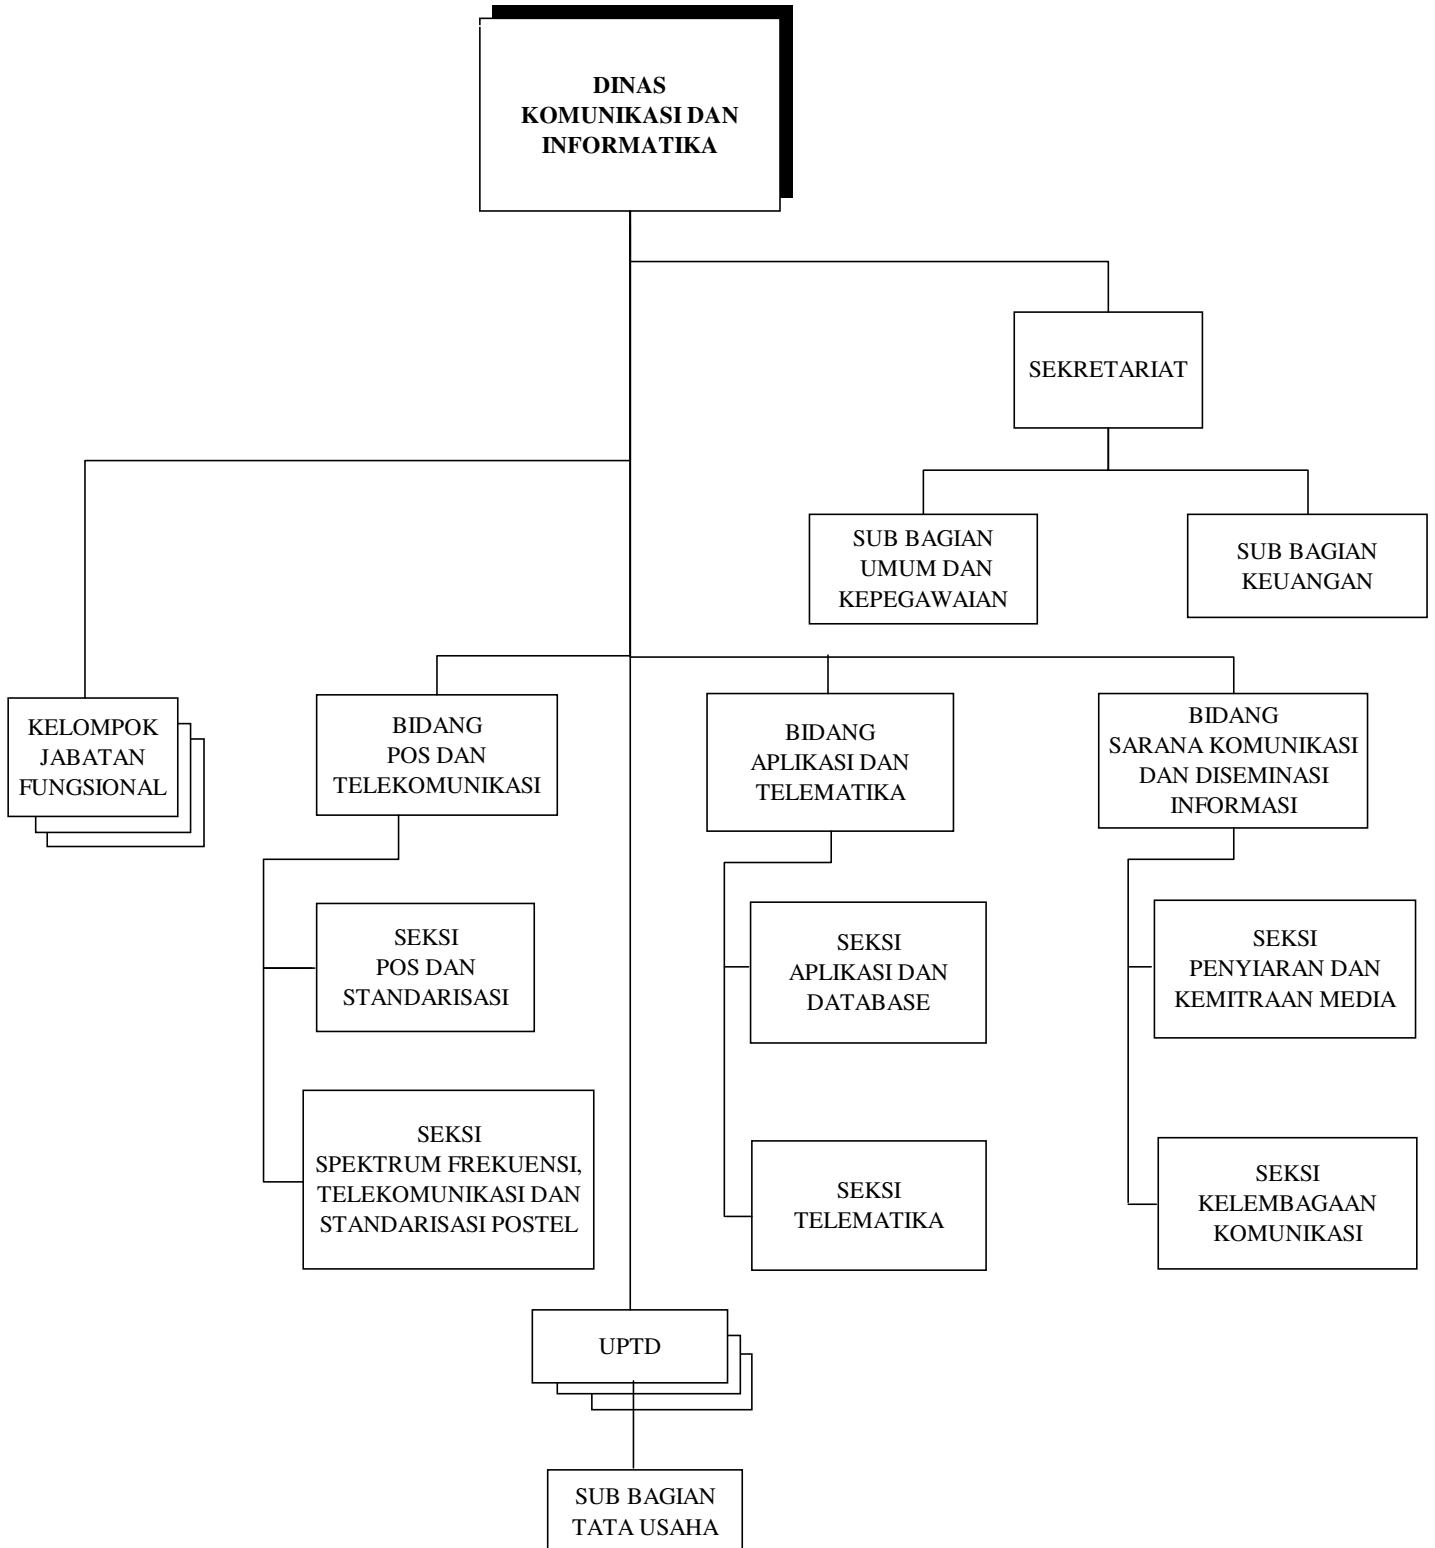 DINAS
KOMUNIKASI DAN
INFORMATIKA
SEKRETARIAT
SUB BAGIAN
UMUM DAN
KEPEGAWAIAN
SUB BAGIAN
KEUANGAN
KELOMPOK
JABATAN
FUNGSIONAL
BIDANG
POS DAN
TELEKOMUNIKASI
BIDANG
APLIKASI DAN
TELEMATIKA
BIDANG
SARANA KOMUNIKASI
DAN DISEMINASI
INFORMASI
SEKSI
POS DAN
STANDARISASI
SEKSI
APLIKASI DAN
DATABASE
SEKSI
PENYIARAN DAN
KEMITRAAN MEDIA
SEKSI
SPEKTRUM FREKUENSI,
TELEKOMUNIKASI DAN
STANDARISASI POSTEL
SEKSI
TELEMATIKA
SEKSI
KELEMBAGAAN
KOMUNIKASI
UPTD
SUB BAGIAN
TATA USAHA